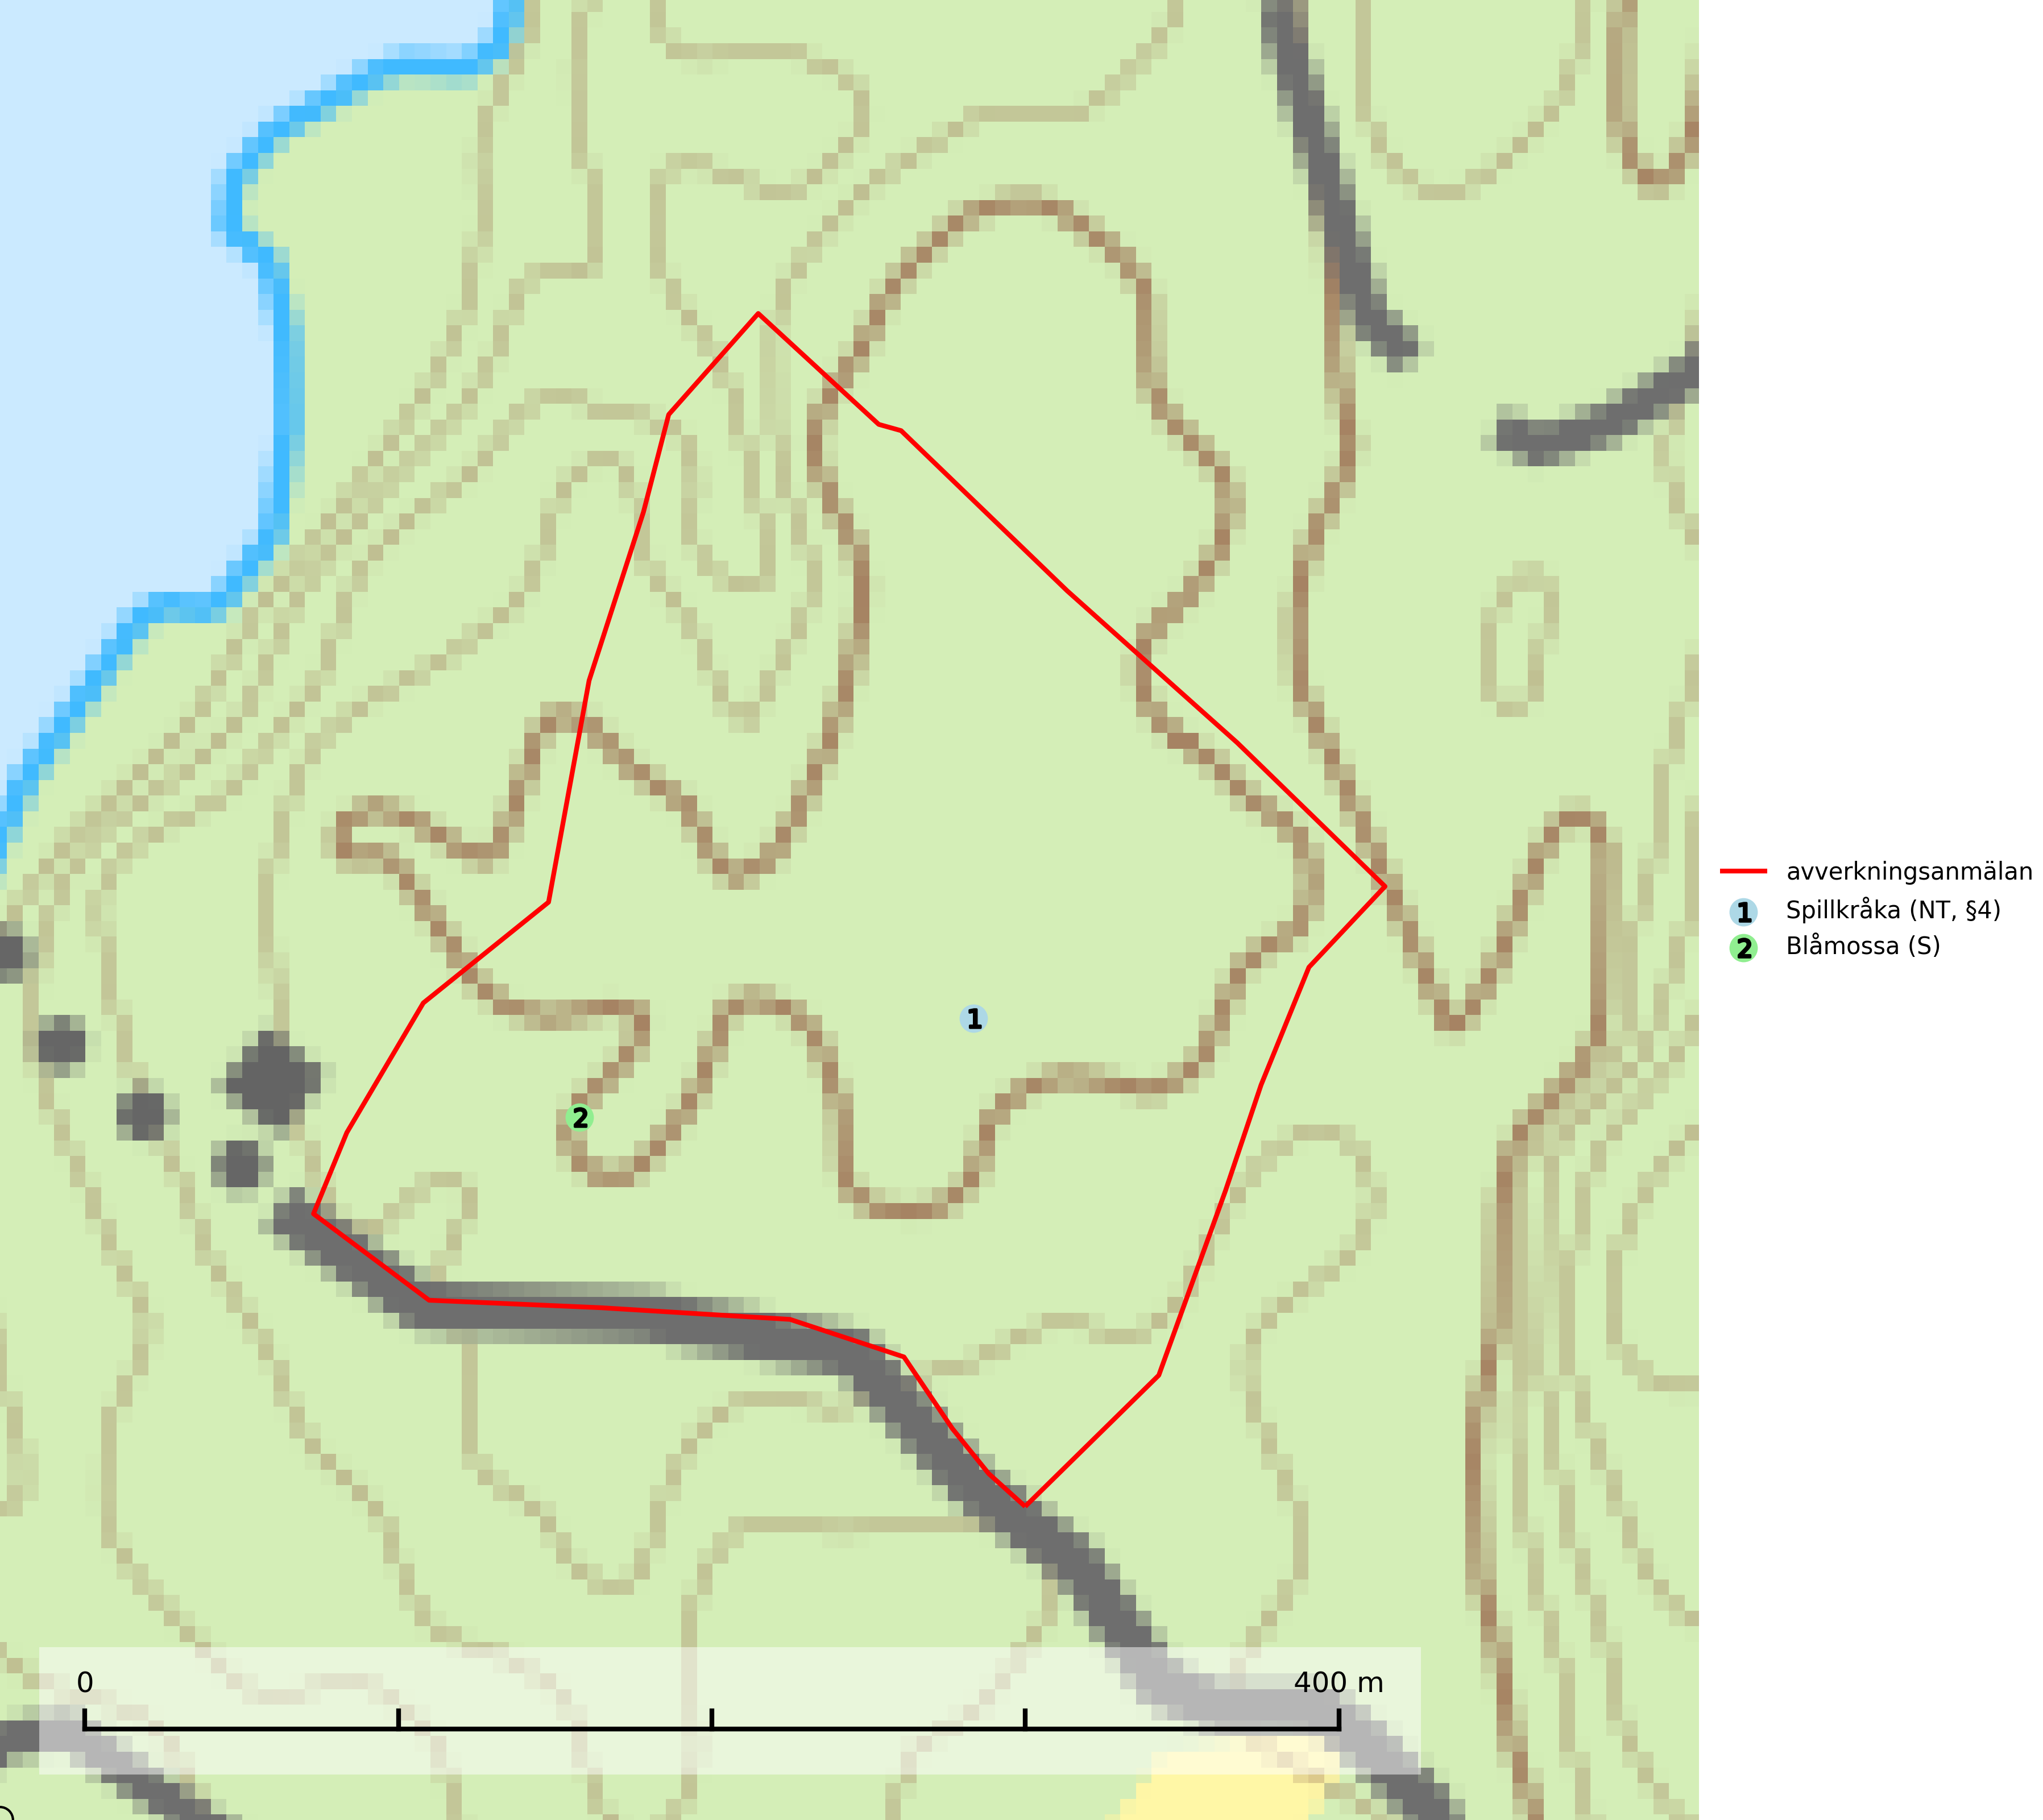 1
2
avverkningsanmälan
1 Spillkråka (NT, §4)
2 Blåmossa (S)
0 400 m